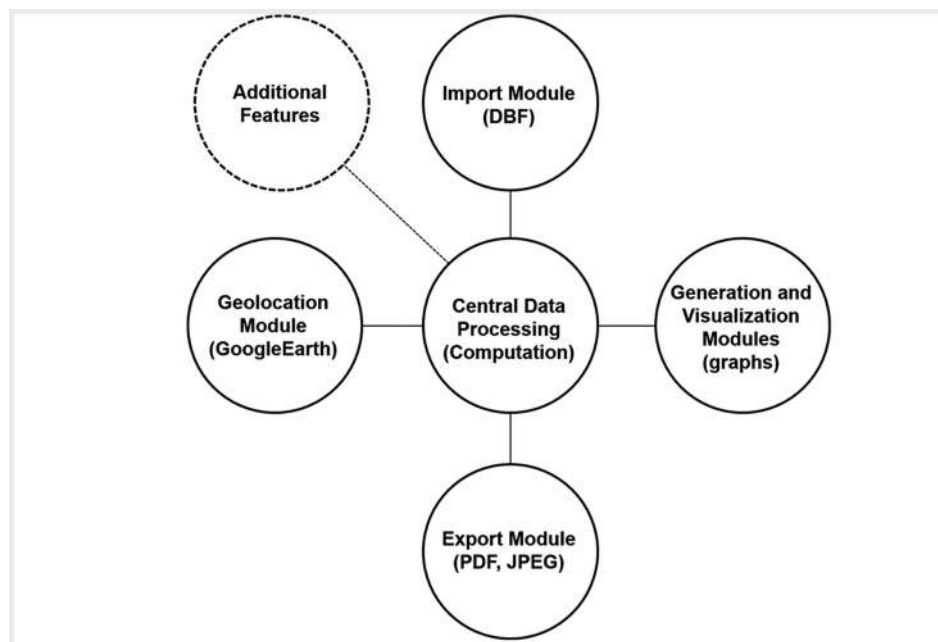 Additional
Features
Import Module
(DBF)
Geolocation
Module
(GoogleEarth)
Central Data
Processing
(Computation)
Generation and
Visualization
Modules
(graphs)
Export Module
(PDF, JPEG)